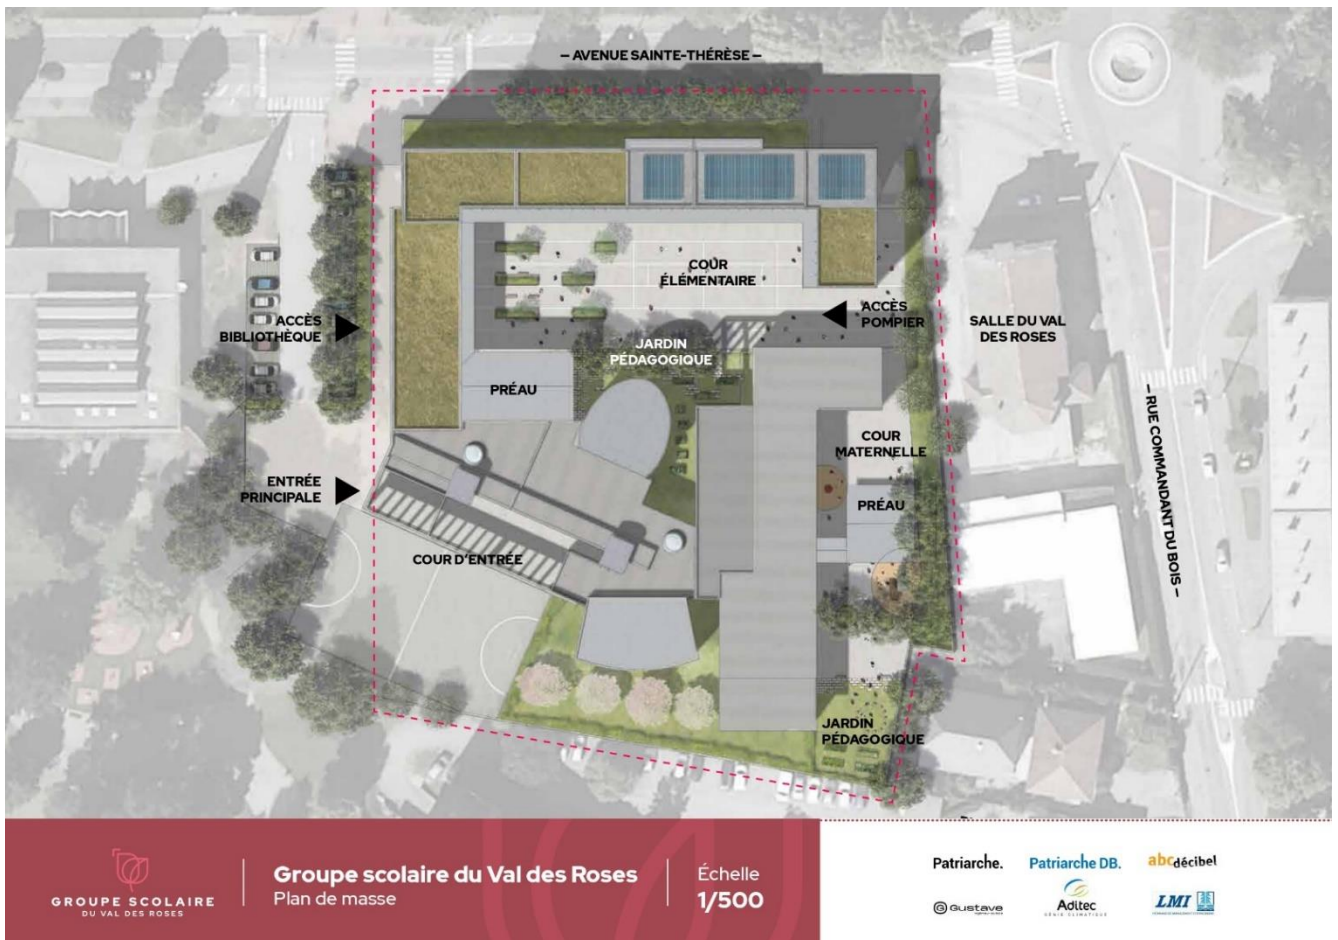 – AVENUE SAINTE-THÉRÈSE –
COUR
ÉLÉMENTAIRE
ACCÈS
BIBLIOTHÈQUE
ACCÈS
POMPIER
SALLE DU VAL
DES ROSES
JARDIN
PÉDAGOGIQUE
PRÉAU
COUR
MATERNELLE
– RUE COMMANDANT DU BOIS –
ENTRÉE
PRINCIPALE
PRÉAU
COUR D'ENTRÉE
JARDIN
PÉDAGOGIQUE
GROUPE SCOLAIRE
DU VAL DES ROSES
Groupe scolaire du Val des Roses
Plan de masse
Échelle
1/500
Patriarche.
Patriarche DB.
abcdécibel
Gustave
Aditec
GÉNIE CLIMATIQUE
LMI